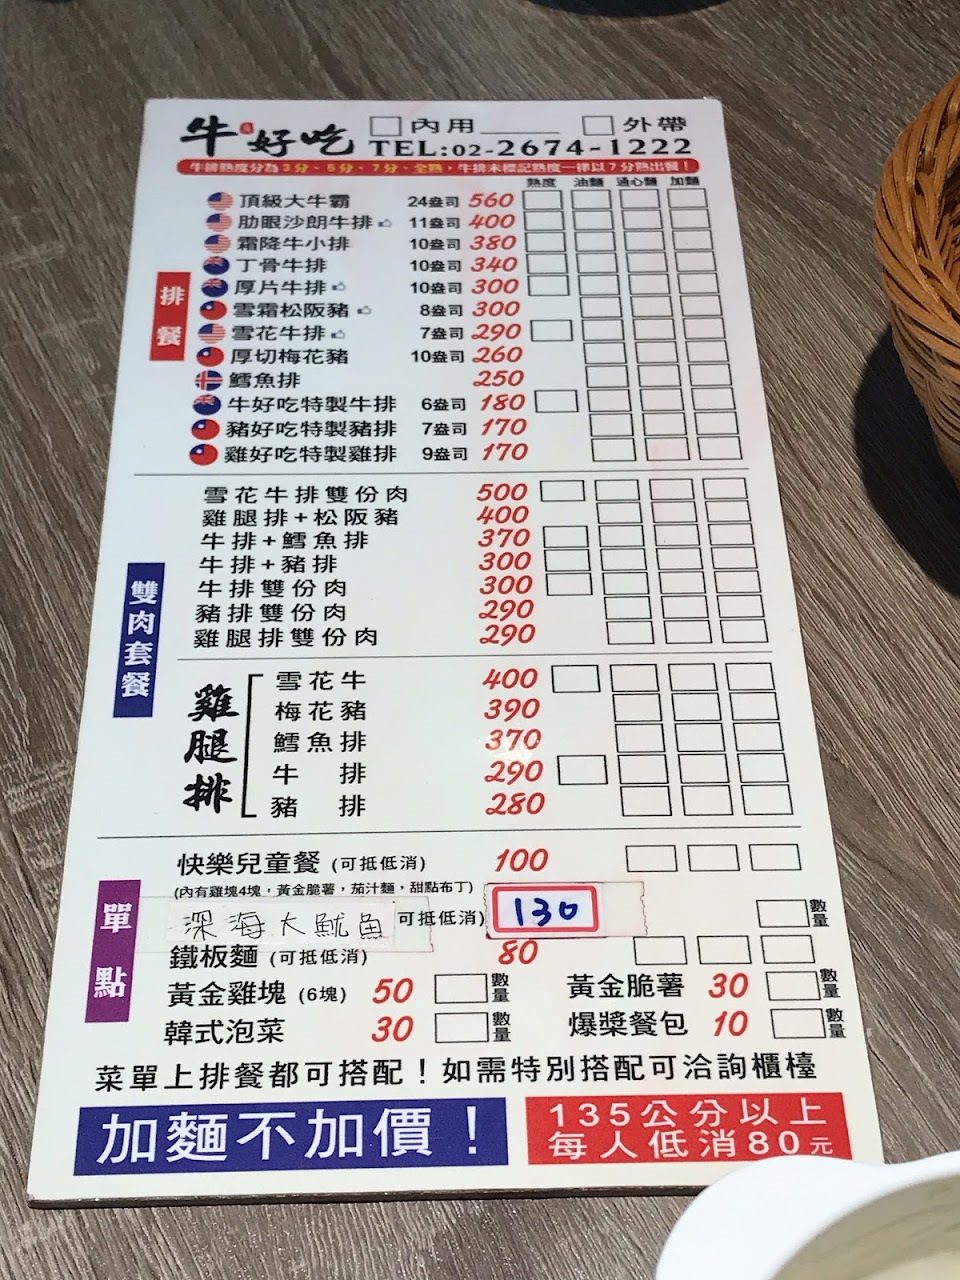 牛好吃 □內用_____ □外帶
TEL:02-2674-1222
牛排熟度分為3分、5分、7分、全熟，牛排未標記熟度一律以7分熟出餐！
熟度 油麵 通心麵 加麵
排餐
頂級大牛霸 24盎司 560
肋眼沙朗牛排 11盎司 400
霜降牛小排 10盎司 380
丁骨牛排 10盎司 340
厚片牛排 10盎司 300
雪霜松阪豬 8盎司 300
雪花牛排 7盎司 290
厚切梅花豬 10盎司 260
鱈魚排 250
牛好吃特製牛排 6盎司 180
豬好吃特製豬排 7盎司 170
雞好吃特製雞排 9盎司 170
雙肉套餐
雪花牛排雙份肉 500
雞腿排+松阪豬 400
牛排+鱈魚排 370
牛排+豬排 300
牛排雙份肉 300
豬排雙份肉 290
雞腿排雙份肉 290
雞腿排
雪花牛 400
梅花豬 390
鱈魚排 370
牛排 290
豬排 280
單點
快樂兒童餐 (可抵低消) 100
(內有雞塊4塊，黃金脆薯，茄汁麵，甜點布丁)
深海大魷魚 可抵低消) 130 數量
鐵板麵 (可抵低消) 80
黃金雞塊 (6塊) 50 數量 黃金脆薯 30 數量
韓式泡菜 30 數量 爆漿餐包 10 數量
菜單上排餐都可搭配！如需特別搭配可洽詢櫃檯
加麵不加價！
135公分以上
每人低消80元